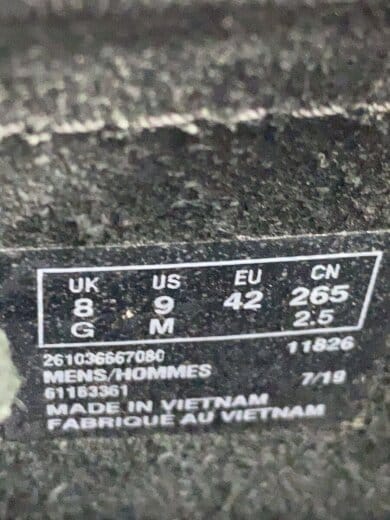 UK US EU CN
8 9 42 265
G M 2.5
261036667080 11826
MENS/HOMMES 7/19
61163361
MADE IN VIETNAM
FABRIQUÉ AU VIETNAM